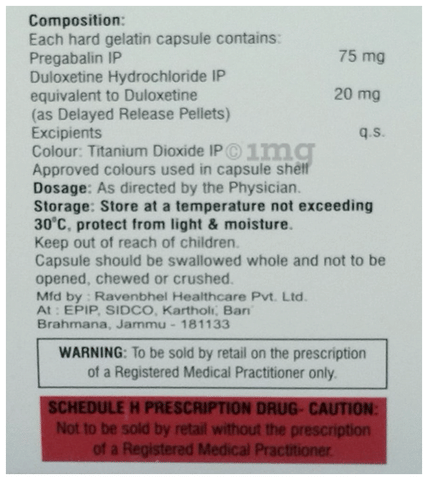 Composition:
Each hard gelatin capsule contains:
Pregabalin IP 75 mg
Duloxetine Hydrochloride IP
equivalent to Duloxetine 20 mg
(as Delayed Release Pellets)
Excipients q.s.
Colour: Titanium Dioxide IP © 1mg
Approved colours used in capsule shell
Dosage: As directed by the Physician.
Storage: Store at a temperature not exceeding
30°C, protect from light & moisture.
Keep out of reach of children.
Capsule should be swallowed whole and not to be
opened, chewed or crushed.
Mfd by : Ravenbhel Healthcare Pvt. Ltd.
At : EPIP, SIDCO, Kartholi, Bari
Brahmana, Jammu - 181133
WARNING: To be sold by retail on the prescription
of a Registered Medical Practitioner only.
SCHEDULE H PRESCRIPTION DRUG- CAUTION:
Not to be sold by retail without the prescription
of a Registered Medical Practitioner.